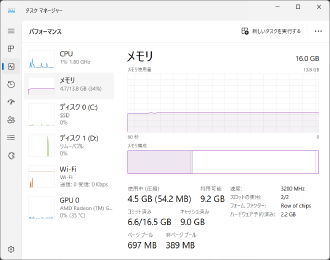 タスク マネージャー
パフォーマンス
新しいタスクを実行する
CPU
1% 1.60 GHz
メモリ
4.7/13.8 GB (34%)
ディスク 0 (C:)
SSD
0%
ディスク 1 (D:)
リムーバブル
0%
Wi-Fi
Wi-Fi
送信: 0 受信: 0 Kbps
GPU 0
AMD Radeon(TM) G...
0% (35 °C)
メモリ
16.0 GB
メモリ使用量
13.8 GB
60 秒
0
メモリ構成
使用中 (圧縮)
4.5 GB (54.2 MB)
利用可能
9.2 GB
速度:
3200 MHz
スロットの使用:
2/2
フォーム ファクター:
Row of chips
ハードウェア予約済み:
2.2 GB
コミット済み
6.6/16.5 GB
キャッシュ済み
9.0 GB
ページ プール
697 MB
非ページ プール
389 MB